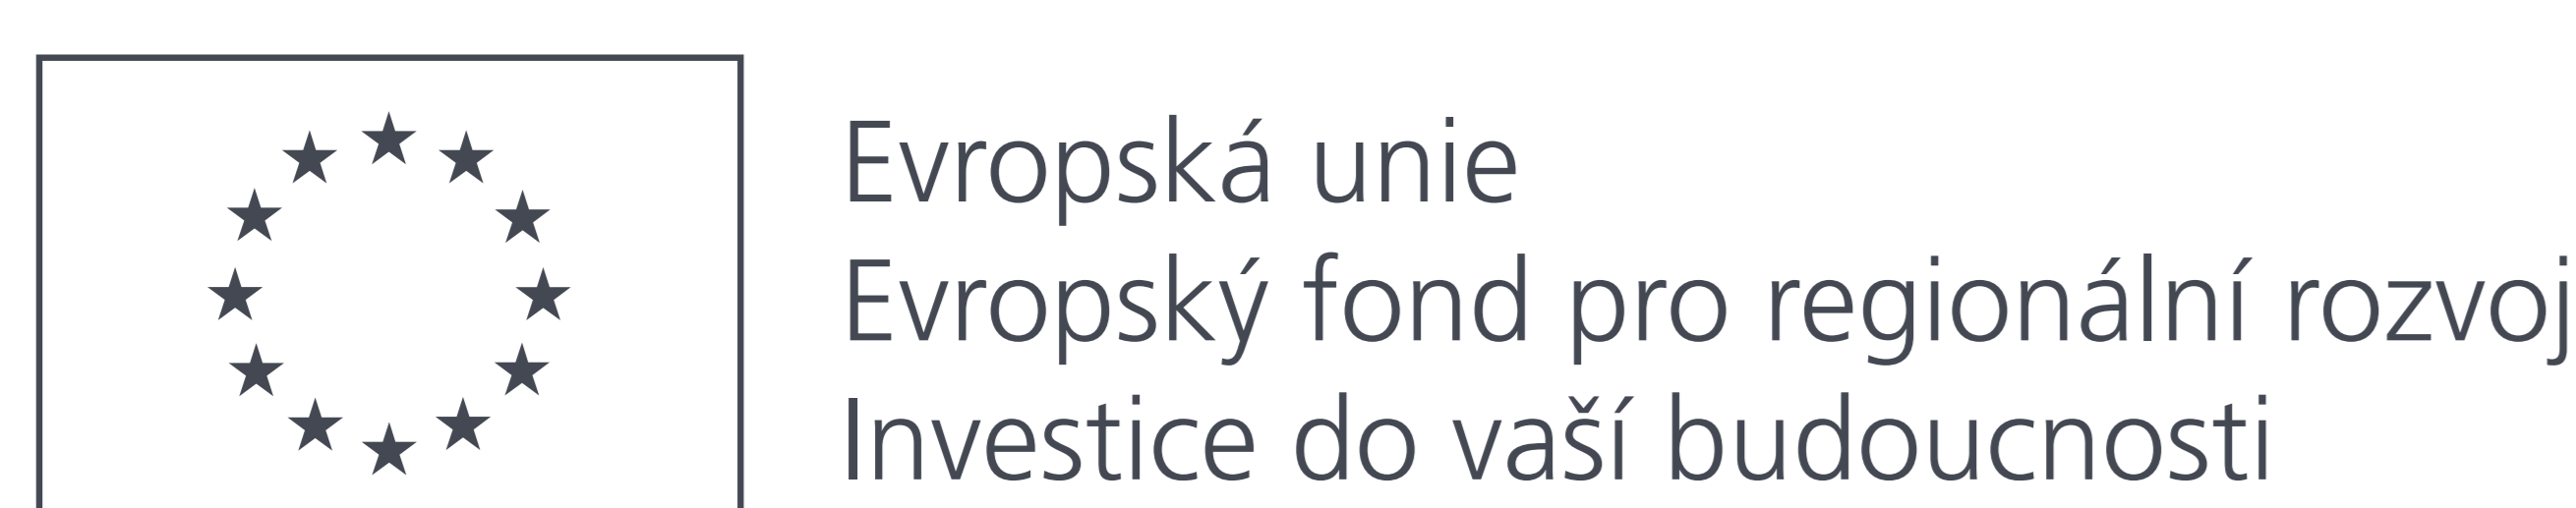 Evropská unie
Evropský fond pro regionální rozvoj
Investice do vaší budoucnosti